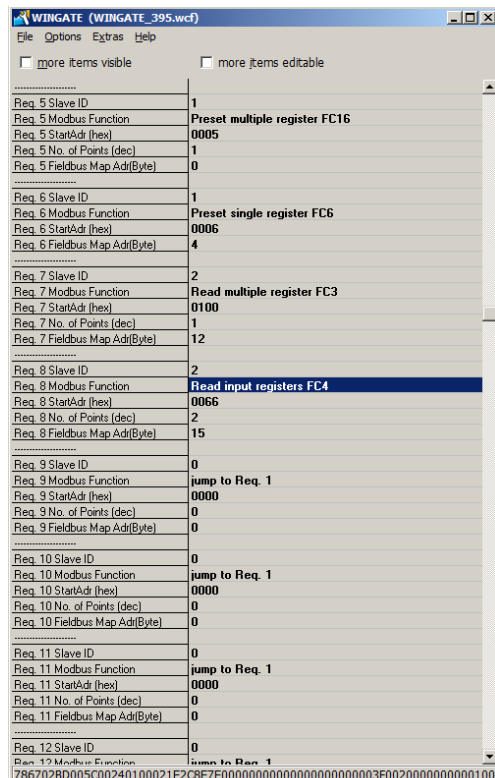 WINGATE (WINGATE_395.wcf)
File Options Extras Help
more items visible more items editable
--------------------
Req. 5 Slave ID 1
Req. 5 Modbus Function Preset multiple register FC16
Req. 5 StartAdr (hex) 0005
Req. 5 No. of Points (dec) 1
Req. 5 Fieldbus Map Adr(Byte) 0
--------------------
Req. 6 Slave ID 1
Req. 6 Modbus Function Preset single register FC6
Req. 6 StartAdr (hex) 0006
Req. 6 Fieldbus Map Adr(Byte) 4
--------------------
Req. 7 Slave ID 2
Req. 7 Modbus Function Read multiple register FC3
Req. 7 StartAdr (hex) 0100
Req. 7 No. of Points (dec) 1
Req. 7 Fieldbus Map Adr(Byte) 12
--------------------
Req. 8 Slave ID 2
Req. 8 Modbus Function Read input registers FC4
Req. 8 StartAdr (hex) 0066
Req. 8 No. of Points (dec) 2
Req. 8 Fieldbus Map Adr(Byte) 15
--------------------
Req. 9 Slave ID 0
Req. 9 Modbus Function jump to Req. 1
Req. 9 StartAdr (hex) 0000
Req. 9 No. of Points (dec) 0
Req. 9 Fieldbus Map Adr(Byte) 0
--------------------
Req. 10 Slave ID 0
Req. 10 Modbus Function jump to Req. 1
Req. 10 StartAdr (hex) 0000
Req. 10 No. of Points (dec) 0
Req. 10 Fieldbus Map Adr(Byte) 0
--------------------
Req. 11 Slave ID 0
Req. 11 Modbus Function jump to Req. 1
Req. 11 StartAdr (hex) 0000
Req. 11 No. of Points (dec) 0
Req. 11 Fieldbus Map Adr(Byte) 0
--------------------
Req. 12 Slave ID 0
Req. 12 Modbus Function jump to Req. 1